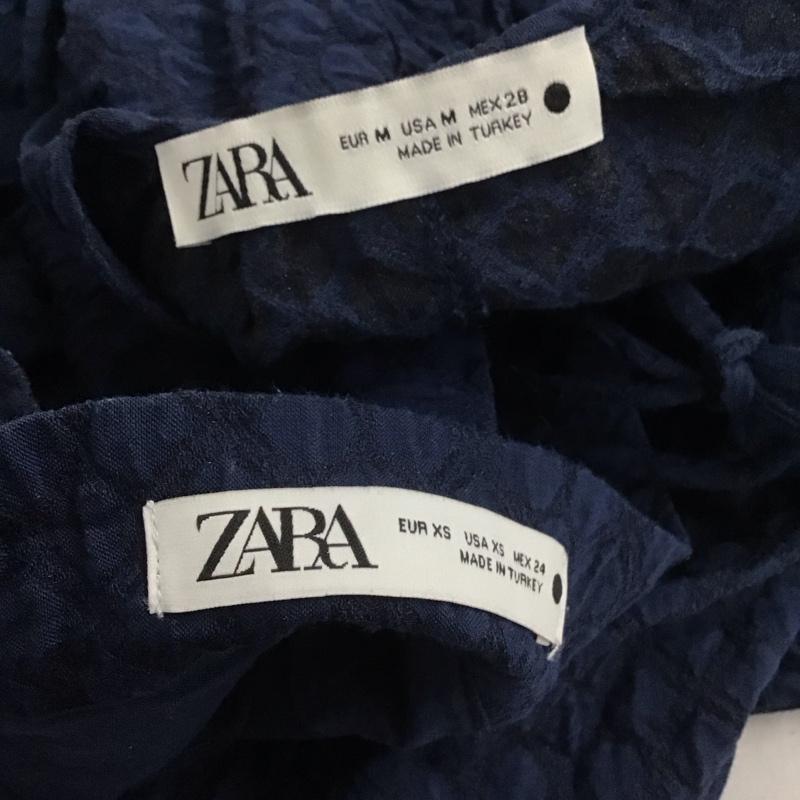 ZARA
EUR M USA M MEX 28
MADE IN TURKEY
ZARA
EUR XS USA XS MEX 24
MADE IN TURKEY